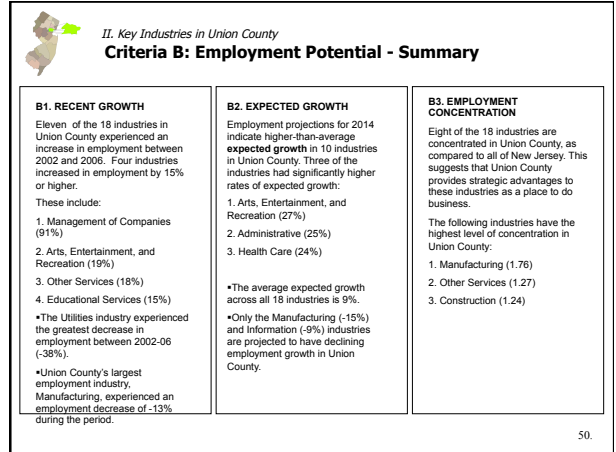 II. Key Industries in Union County
Criteria B: Employment Potential - Summary
B1. RECENT GROWTH
Eleven of the 18 industries in
Union County experienced an
increase in employment between
2002 and 2006. Four industries
increased in employment by 15%
or higher.
These include:
1. Management of Companies
(91%)
2. Arts, Entertainment, and
Recreation (19%)
3. Other Services (18%)
4. Educational Services (15%)
▪The Utilities industry experienced
the greatest decrease in
employment between 2002-06
(-38%).
▪Union County's largest
employment industry,
Manufacturing, experienced an
employment decrease of -13%
during the period.
B2. EXPECTED GROWTH
Employment projections for 2014
indicate higher-than-average
expected growth in 10 industries
in Union County. Three of the
industries had significantly higher
rates of expected growth:
1. Arts, Entertainment, and
Recreation (27%)
2. Administrative (25%)
3. Health Care (24%)
▪The average expected growth
across all 18 industries is 9%.
▪Only the Manufacturing (-15%)
and Information (-9%) industries
are projected to have declining
employment growth in Union
County.
B3. EMPLOYMENT
CONCENTRATION
Eight of the 18 industries are
concentrated in Union County, as
compared to all of New Jersey. This
suggests that Union County
provides strategic advantages to
these industries as a place to do
business.
The following industries have the
highest level of concentration in
Union County:
1. Manufacturing (1.76)
2. Other Services (1.27)
3. Construction (1.24)
50.